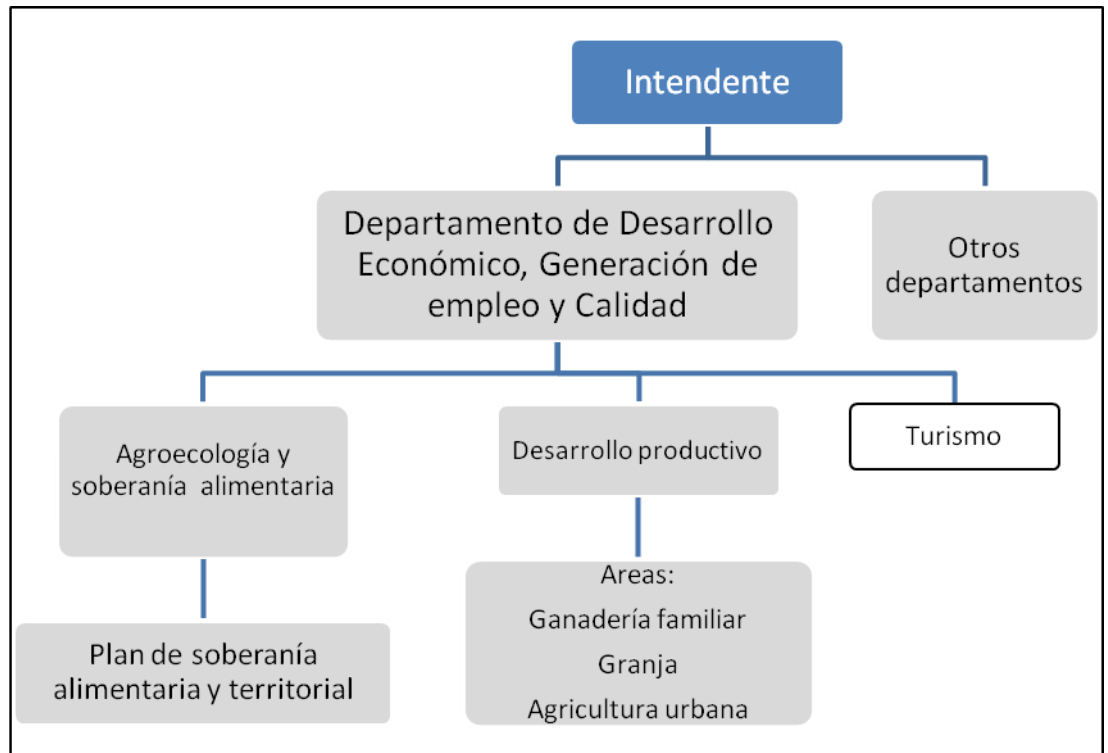 Intendente
Departamento de Desarrollo
Económico, Generación de
empleo y Calidad
Otros
departamentos
Agroecología y
soberanía alimentaria
Desarrollo productivo
Turismo
Plan de soberanía
alimentaria y territorial
Areas:
Ganadería familiar
Granja
Agricultura urbana